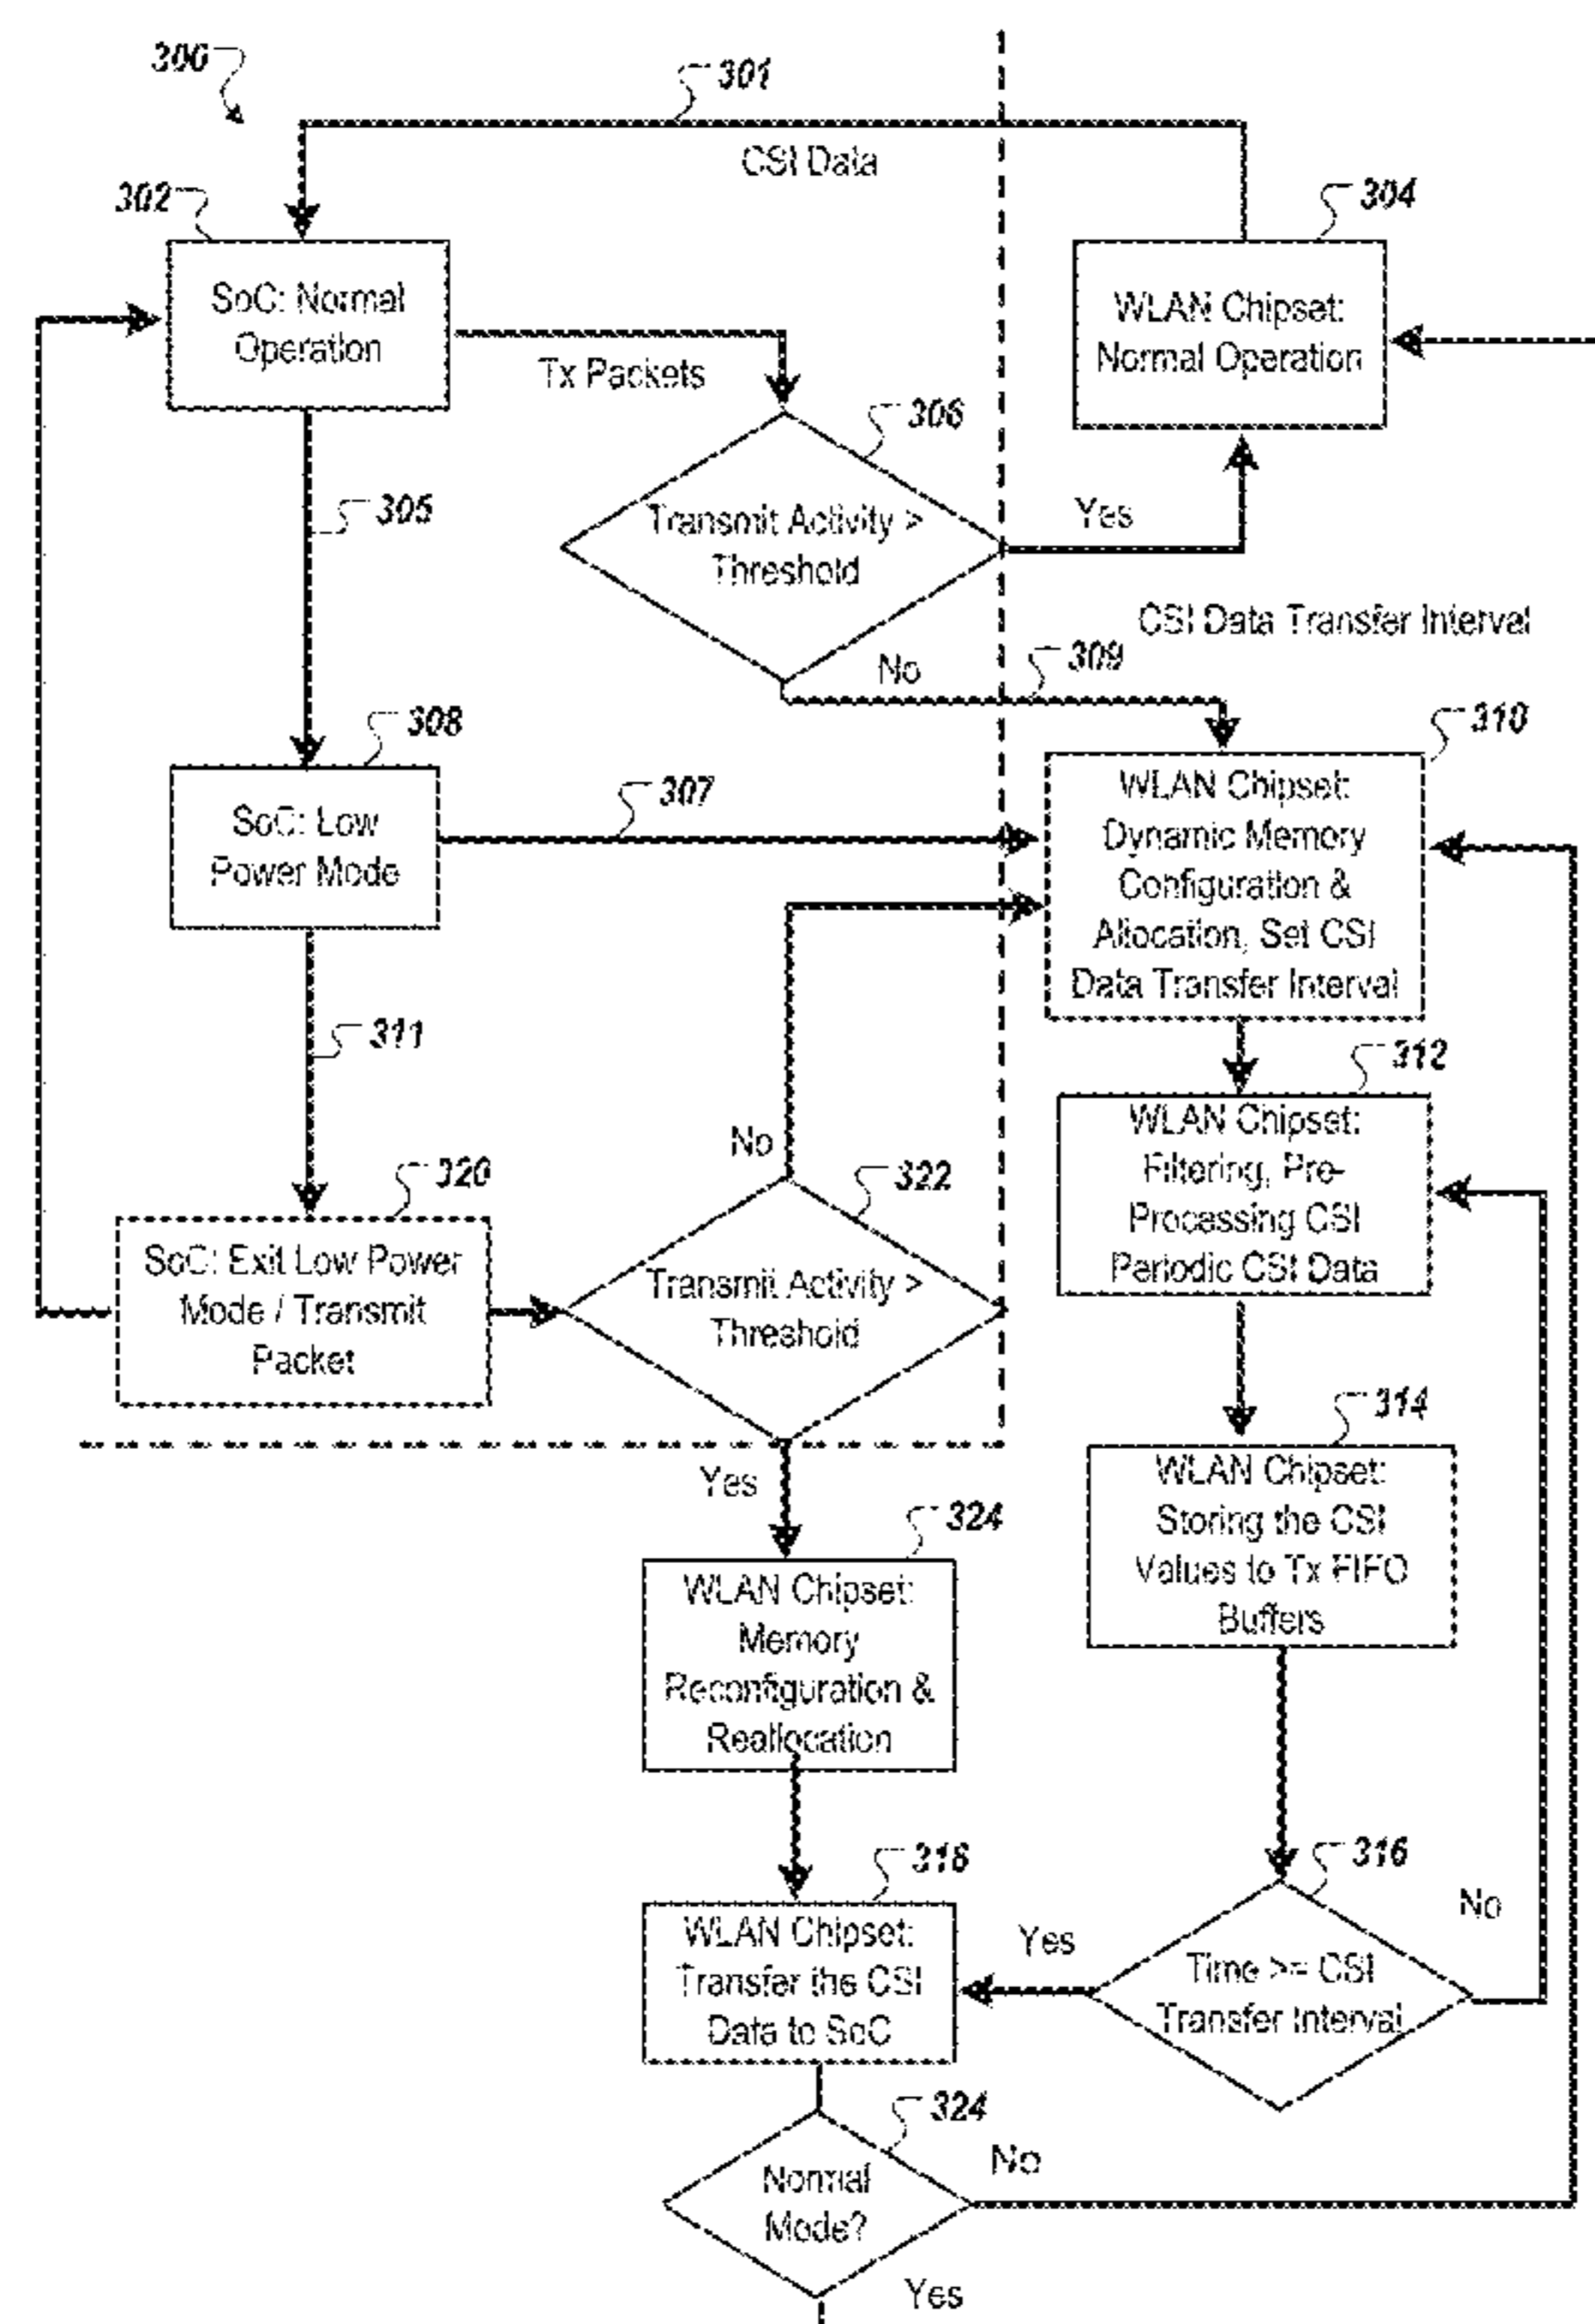 300
301
CSI Data
302
SoC: Normal
Operation
304
WLAN Chipset:
Normal Operation
Tx Packets
306
Transmit Activity >
Threshold
Yes
305
CSI Data Transfer Interval
No
309
308
SoC: Low
Power Mode
307
310
WLAN Chipset:
Dynamic Memory
Configuration &
Allocation, Set CSI
Data Transfer Interval
311
312
WLAN Chipset:
Filtering, Pre-
Processing CSI
Periodic CSI Data
No
320
SoC: Exit Low Power
Mode / Transmit
Packet
322
Transmit Activity >
Threshold
Yes
314
WLAN Chipset:
Storing the CSI
Values to Tx FIFO
Buffers
324
WLAN Chipset:
Memory
Reconfiguration &
Reallocation
318
WLAN Chipset:
Transfer the CSI
Data to SoC
Yes
316
Time >= CSI
Transfer Interval
No
324
Normal
Mode?
No
Yes